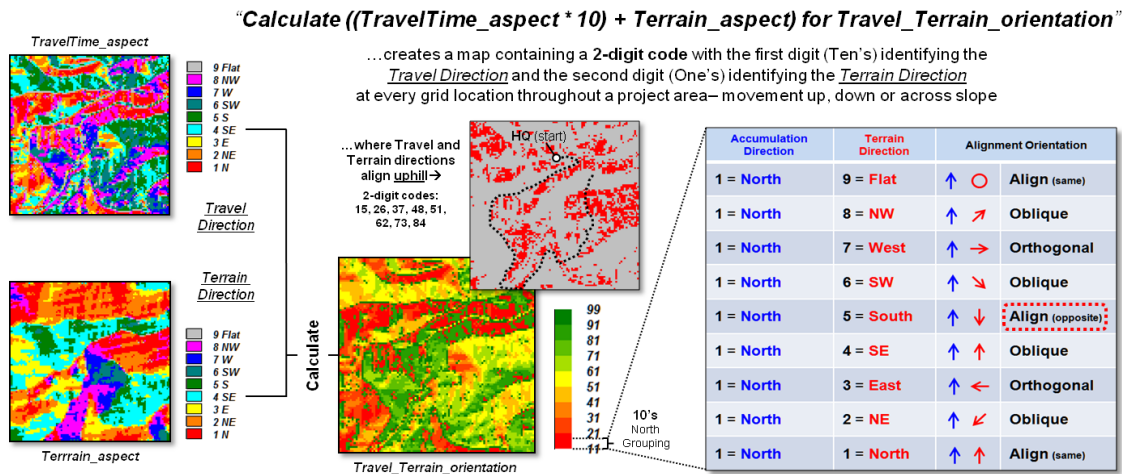 “Calculate ((TravelTime_aspect * 10) + Terrain_aspect) for Travel_Terrain_orientation”
TravelTime_aspect
…creates a map containing a 2-digit code with the first digit (Ten’s) identifying the
Travel Direction and the second digit (One’s) identifying the Terrain Direction
at every grid location throughout a project area– movement up, down or across slope
9 Flat
8 NW
7 W
6 SW
5 S
4 SE
3 E
2 NE
1 N
Travel
Direction
…where Travel and
Terrain directions
align uphill→
2-digit codes:
15, 26, 37, 48, 51,
62, 73, 84
HQ (start)
Terrain
Direction
9 Flat
8 NW
7 W
6 SW
5 S
4 SE
3 E
2 NE
1 N
Terrrain_aspect
Calculate
99
91
81
71
61
51
41
31
21
11
10’s
North
Grouping
Travel_Terrain_orientation
Accumulation Direction
Terrain Direction
Alignment Orientation
1 = North 9 = Flat Align (same)
1 = North 8 = NW Oblique
1 = North 7 = West Orthogonal
1 = North 6 = SW Oblique
1 = North 5 = South Align (opposite)
1 = North 4 = SE Oblique
1 = North 3 = East Orthogonal
1 = North 2 = NE Oblique
1 = North 1 = North Align (same)